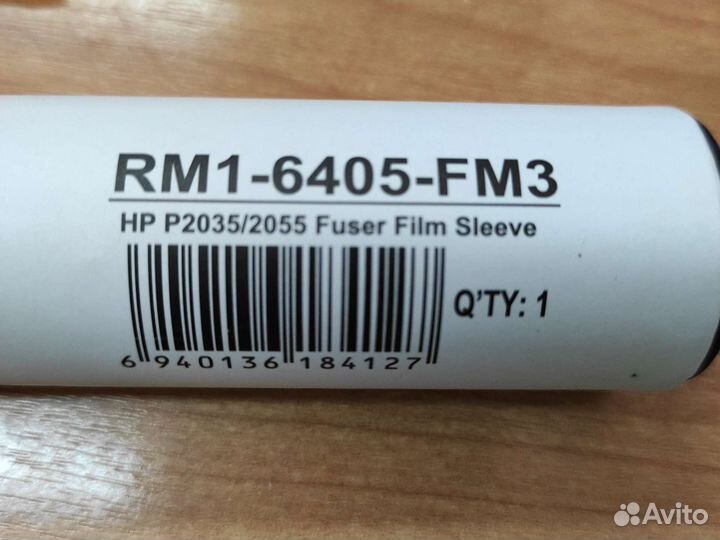 RM1-6405-FM3
HP P2035/2055 Fuser Film Sleeve
Q'TY: 1
6 940136 184127
Avito